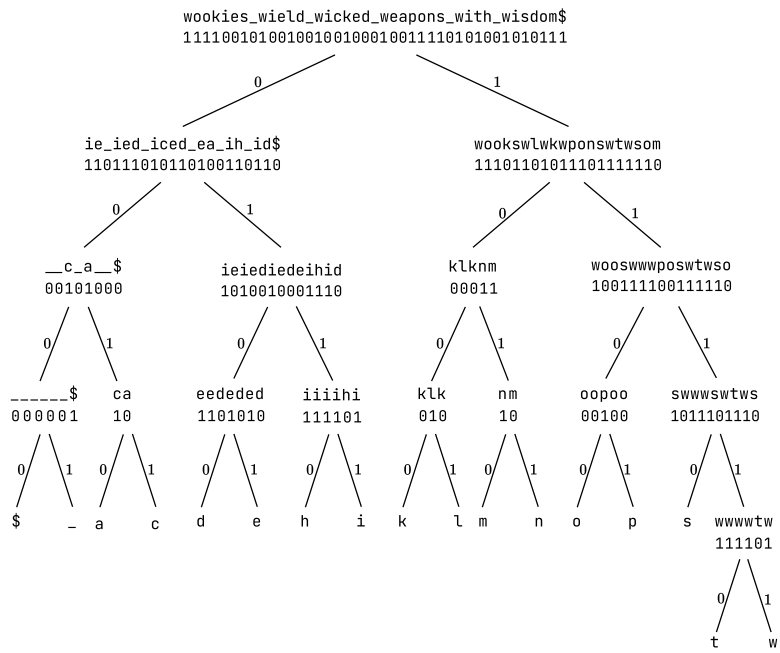 wookies_wield_wicked_weapons_with_wisdom$
11110010100100100100010011110101001010111
0 1
ie_ied_iced_ea_ih_id$ wookswlwkwponswtwsom
110111010110100110110 11101101011101111110
0 1 0 1
__c_a__$ ieiediedeihid klknm wooswwwposwtwso
00101000 1010010001110 00011 100111100111110
0 1 0 1 0 1 0 1
______$ ca eededed iiiihi klk nm oopoo swwwswtws
000001 10 1101010 111101 010 10 00100 1011101110
0 1 0 1 0 1 0 1 0 1 0 1 0 1 0 1
$ _ a c d e h i k l m n o p s wwwwtw
111101
0 1
t w